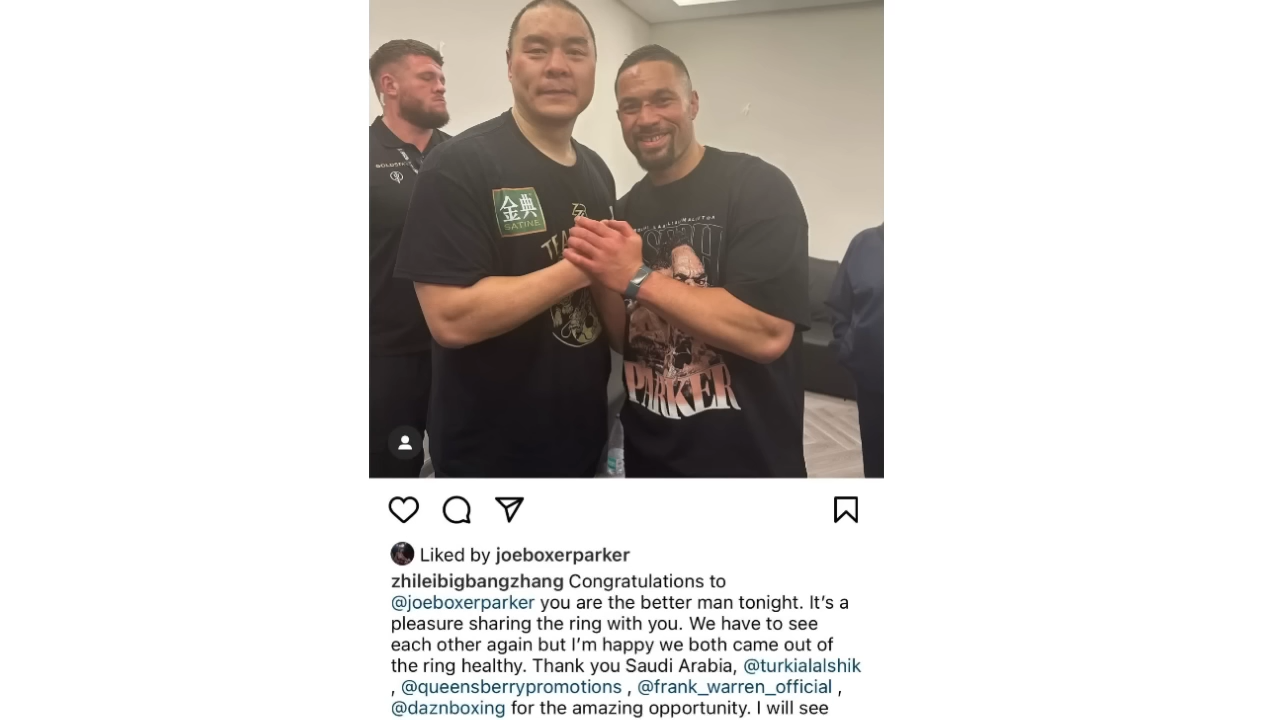 金典
SATINE
TEA
PARKER
Liked by joeboxerparker
zhileibigbangzhang Congratulations to
@joeboxerparker you are the better man tonight. It’s a
pleasure sharing the ring with you. We have to see
each other again but I’m happy we both came out of
the ring healthy. Thank you Saudi Arabia, @turkialalshik
, @queensberrypromotions , @frank_warren_official ,
@daznboxing for the amazing opportunity. I will see